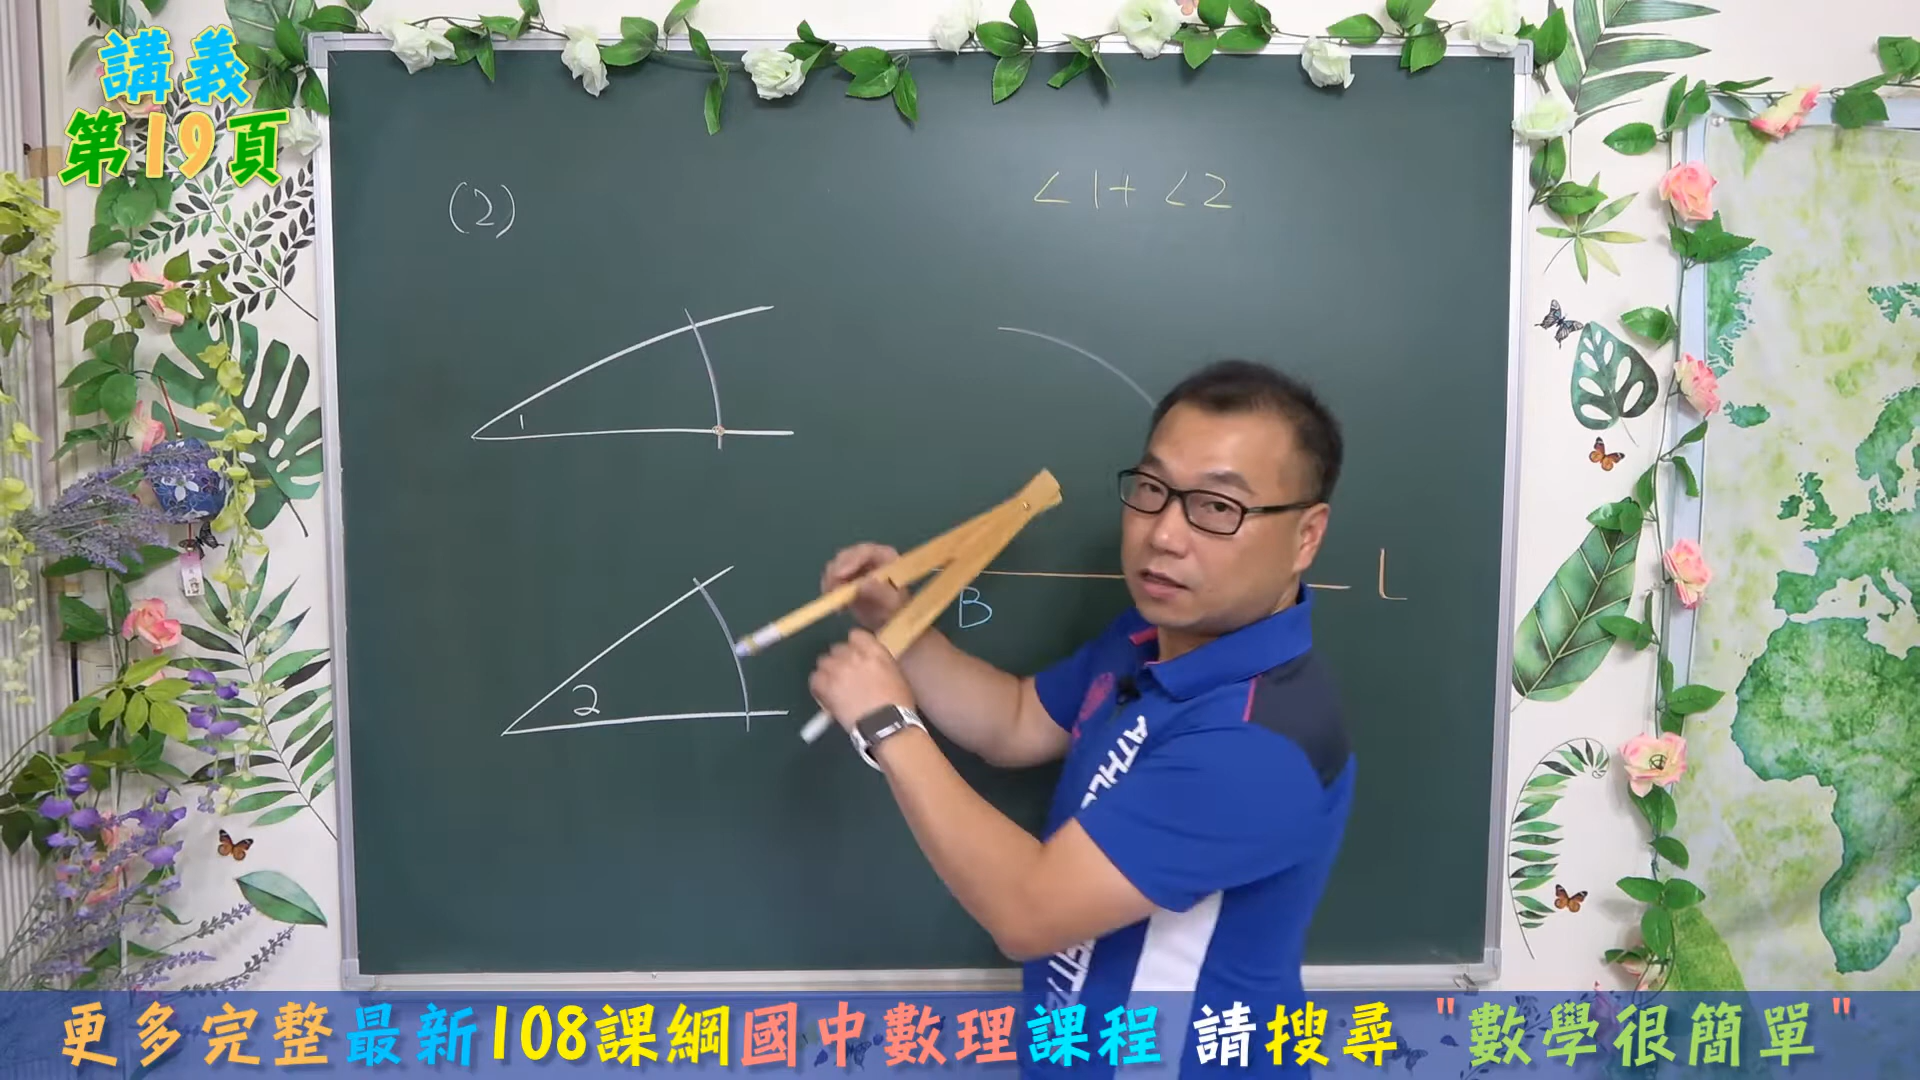 講義
第19頁
(2)
∠1+∠2
1
2
B
L
ATHL
更多完整最新108課綱國中數理課程 請搜尋 "數學很簡單"